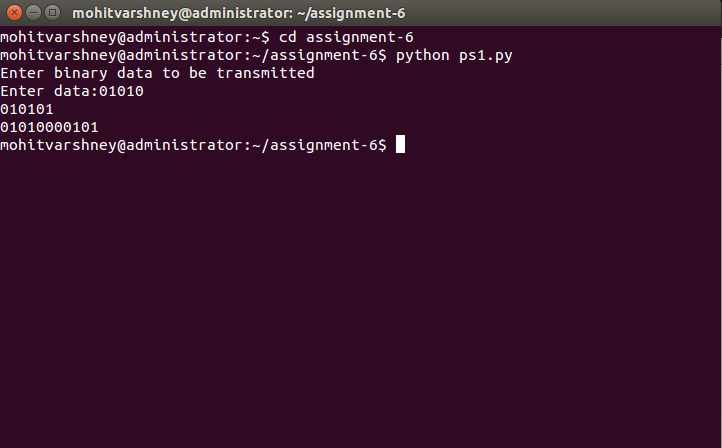 mohitvarshney@administrator: ~/assignment-6
mohitvarshney@administrator:~$ cd assignment-6
mohitvarshney@administrator:~/assignment-6$ python ps1.py
Enter binary data to be transmitted
Enter data:01010
010101
01010000101
mohitvarshney@administrator:~/assignment-6$